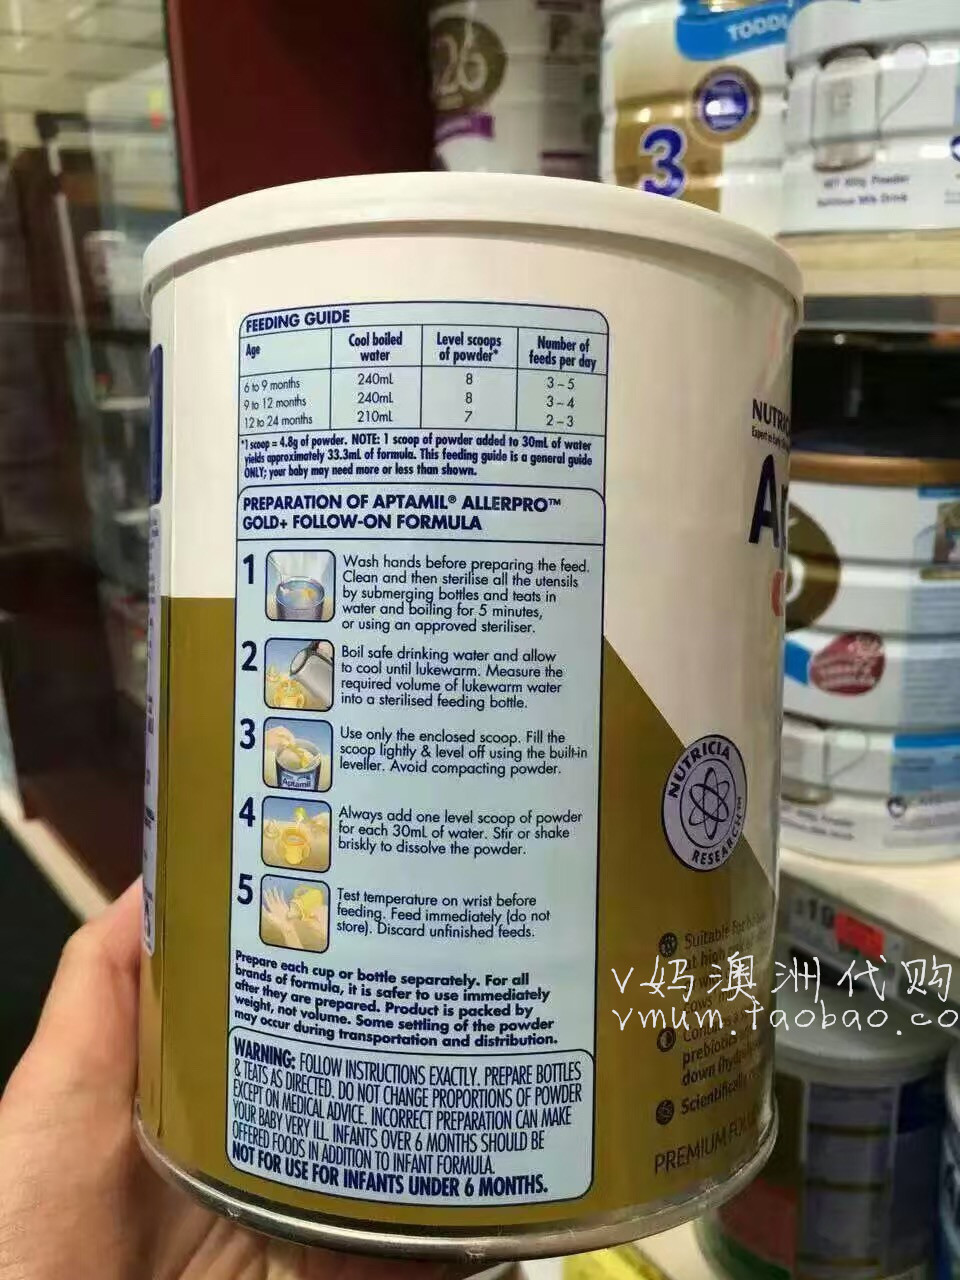 26
TODD
3
FEEDING GUIDE
Age
Cool boiled water
Level scoops of powder*
Number of feeds per day
6 to 9 months 240mL 8 3-5
9 to 12 months 240mL 8 3-4
12 to 24 months 210mL 7 2-3
*1 scoop = 4.8g of powder. NOTE: 1 scoop of powder added to 30mL of water
yields approximately 33.3mL of formula. This feeding guide is a general guide
ONLY; your baby may need more or less than shown.
PREPARATION OF APTAMIL® ALLERPRO™
GOLD+ FOLLOW-ON FORMULA
1
Wash hands before preparing the feed.
Clean and then sterilise all the utensils
by submerging bottles and teats in
water and boiling for 5 minutes,
or using an approved steriliser.
2
Boil safe drinking water and allow
to cool until lukewarm. Measure the
required volume of lukewarm water
into a sterilised feeding bottle.
3
Use only the enclosed scoop. Fill the
scoop lightly & level off using the built-in
leveller. Avoid compacting powder.
Aptamil
4
Always add one level scoop of powder
for each 30mL of water. Stir or shake
briskly to dissolve the powder.
5
Test temperature on wrist before
feeding. Feed immediately (do not
store). Discard unfinished feeds.
Prepare each cup or bottle separately. For all
brands of formula, it is safer to use immediately
after they are prepared. Product is packed by
weight, not volume. Some settling of the powder
may occur during transportation and distribution.
WARNING: FOLLOW INSTRUCTIONS EXACTLY. PREPARE BOTTLES
& TEATS AS DIRECTED. DO NOT CHANGE PROPORTIONS OF POWDER
EXCEPT ON MEDICAL ADVICE. INCORRECT PREPARATION CAN MAKE
YOUR BABY VERY ILL. INFANTS OVER 6 MONTHS SHOULD BE
OFFERED FOODS IN ADDITION TO INFANT FORMULA.
NOT FOR USE FOR INFANTS UNDER 6 MONTHS.
NUTRIC
Ap
NUTRICIA
RESEARCH
Suitable for
at high
prebiotics
down
Scientifically
PREMIUM FO
V妈澳洲代购
vmum.taobao.co